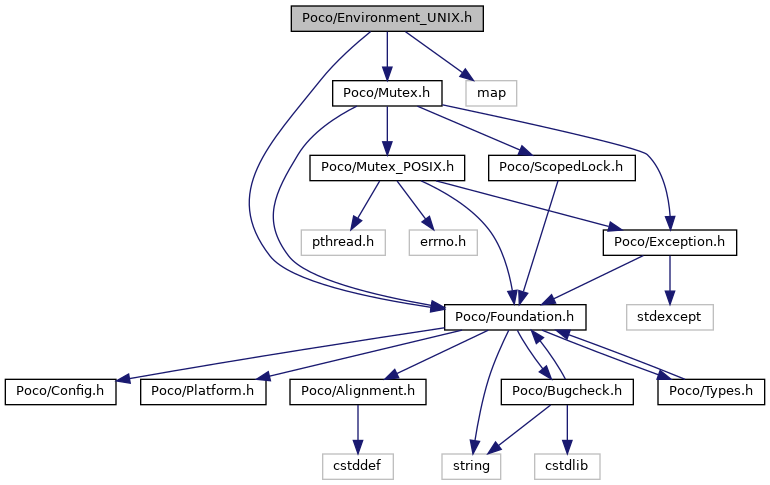 Poco/Environment_UNIX.h
Poco/Mutex.h
map
Poco/Mutex_POSIX.h
Poco/ScopedLock.h
pthread.h
errno.h
Poco/Exception.h
Poco/Foundation.h
stdexcept
Poco/Config.h
Poco/Platform.h
Poco/Alignment.h
Poco/Bugcheck.h
Poco/Types.h
cstddef
string
cstdlib